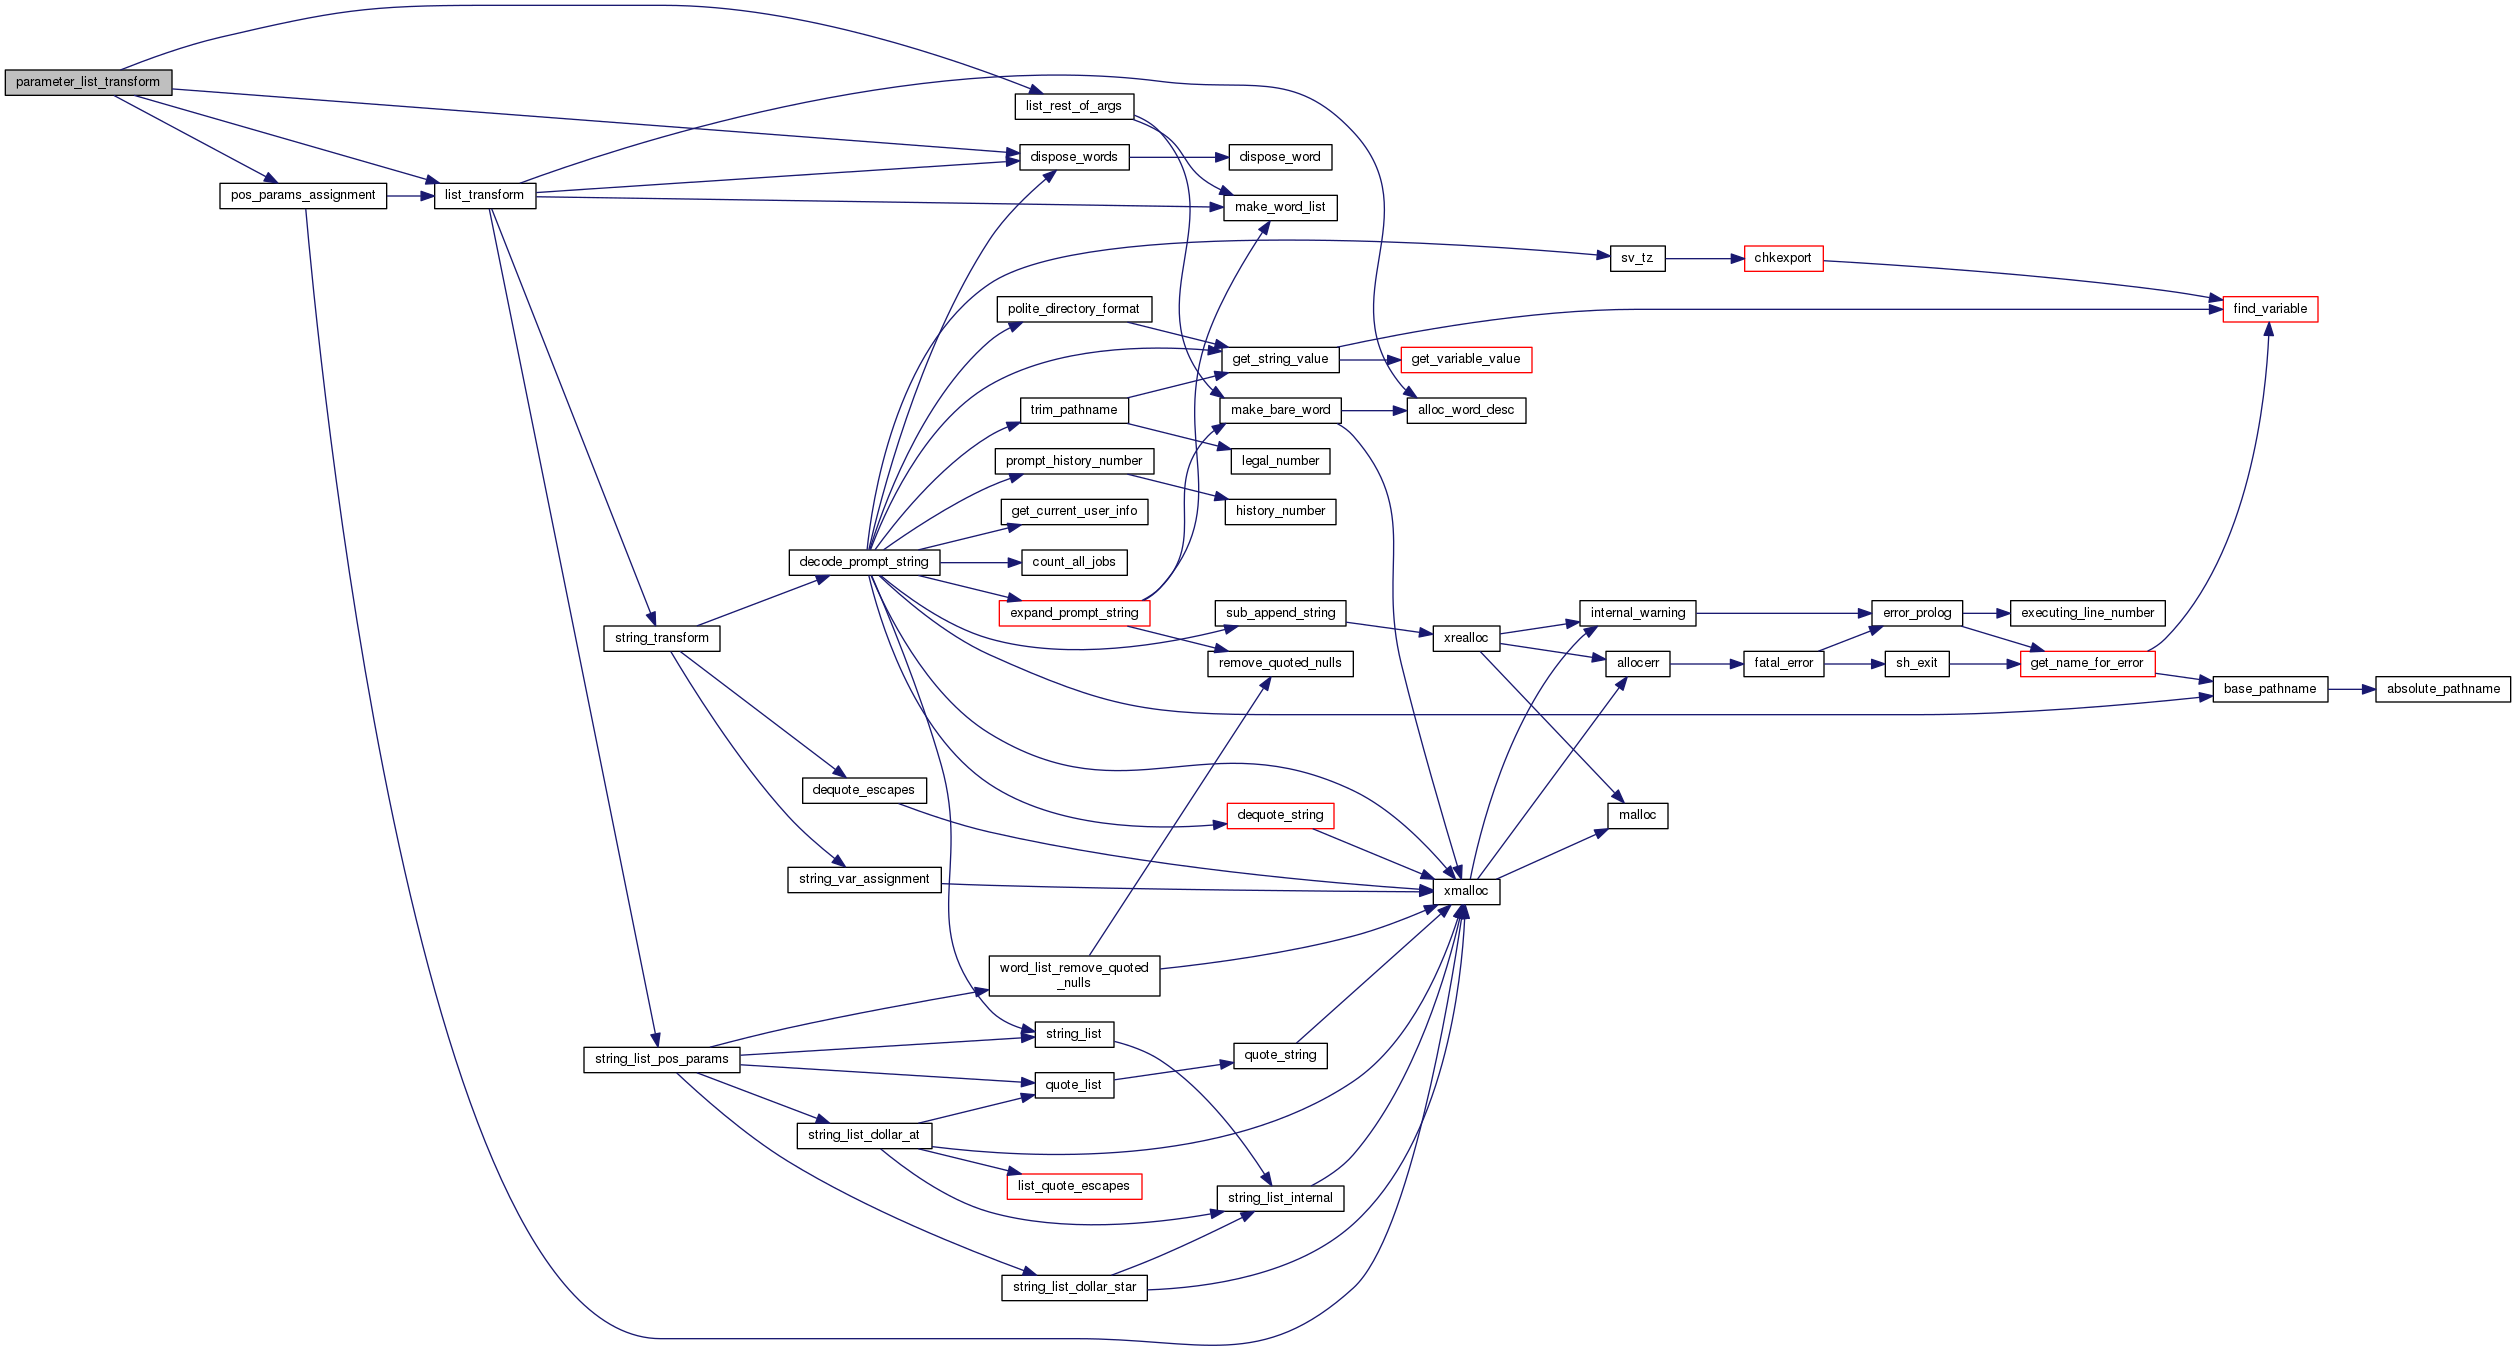 parameter_list_transform
pos_params_assignment
list_transform
list_rest_of_args
dispose_words
dispose_word
make_word_list
sv_tz
chkexport
find_variable
polite_directory_format
get_string_value
get_variable_value
trim_pathname
make_bare_word
alloc_word_desc
prompt_history_number
legal_number
get_current_user_info
history_number
decode_prompt_string
count_all_jobs
expand_prompt_string
sub_append_string
internal_warning
error_prolog
executing_line_number
string_transform
xrealloc
remove_quoted_nulls
allocerr
fatal_error
sh_exit
get_name_for_error
base_pathname
absolute_pathname
dequote_escapes
dequote_string
malloc
string_var_assignment
xmalloc
word_list_remove_quoted
_nulls
string_list
string_list_pos_params
quote_string
quote_list
string_list_dollar_at
list_quote_escapes
string_list_internal
string_list_dollar_star